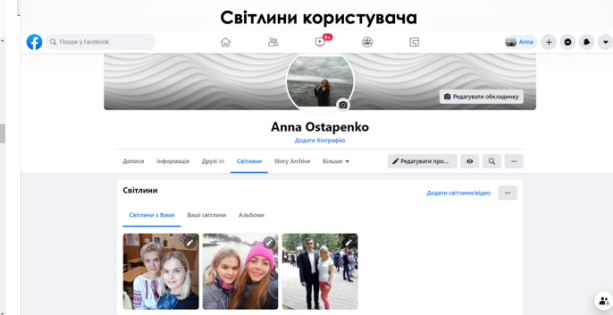 Світлини користувача
Пошук у Facebook
9+
Anna
Редагувати обкладинку
Anna Ostapenko
Додати біографію
Дописи Інформація Друзі Світлини Story Archive Більше Редагувати про...
Світлини
Додати світлини/відео
Світлини з Вами Ваші світлини Альбоми